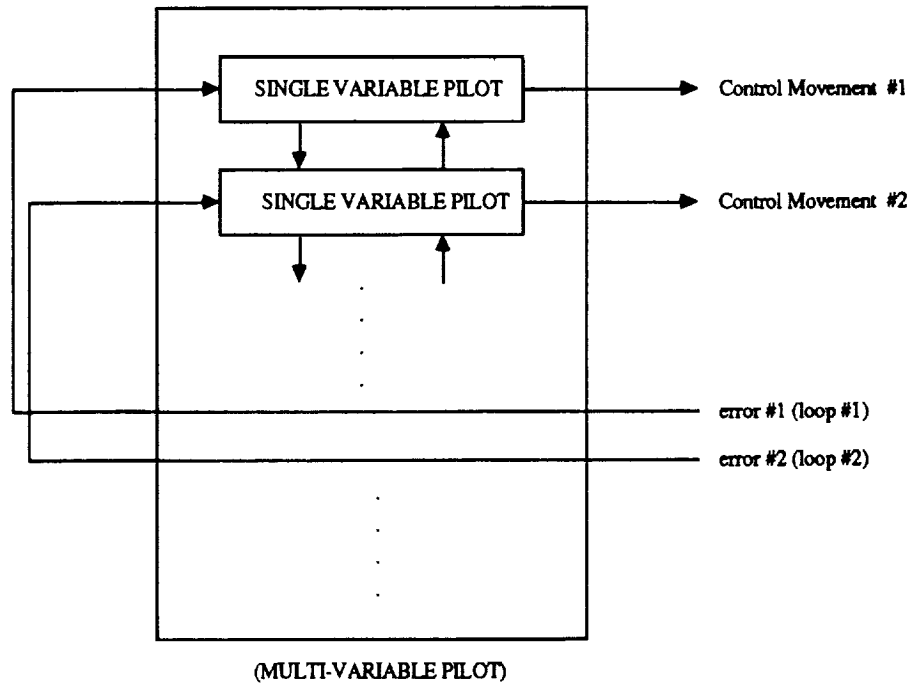 SINGLE VARIABLE PILOT
Control Movement #1
SINGLE VARIABLE PILOT
Control Movement #2
error #1 (loop #1)
error #2 (loop #2)
(MULTI-VARIABLE PILOT)